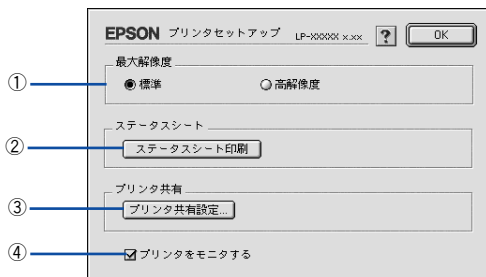 EPSON プリンタセットアップ LP-XXXXX x.xx ? OK
最大解像度
① ◉標準 ○高解像度
ステータスシート
② ステータスシート印刷
プリンタ共有
③ プリンタ共有設定...
④ ☑プリンタをモニタする